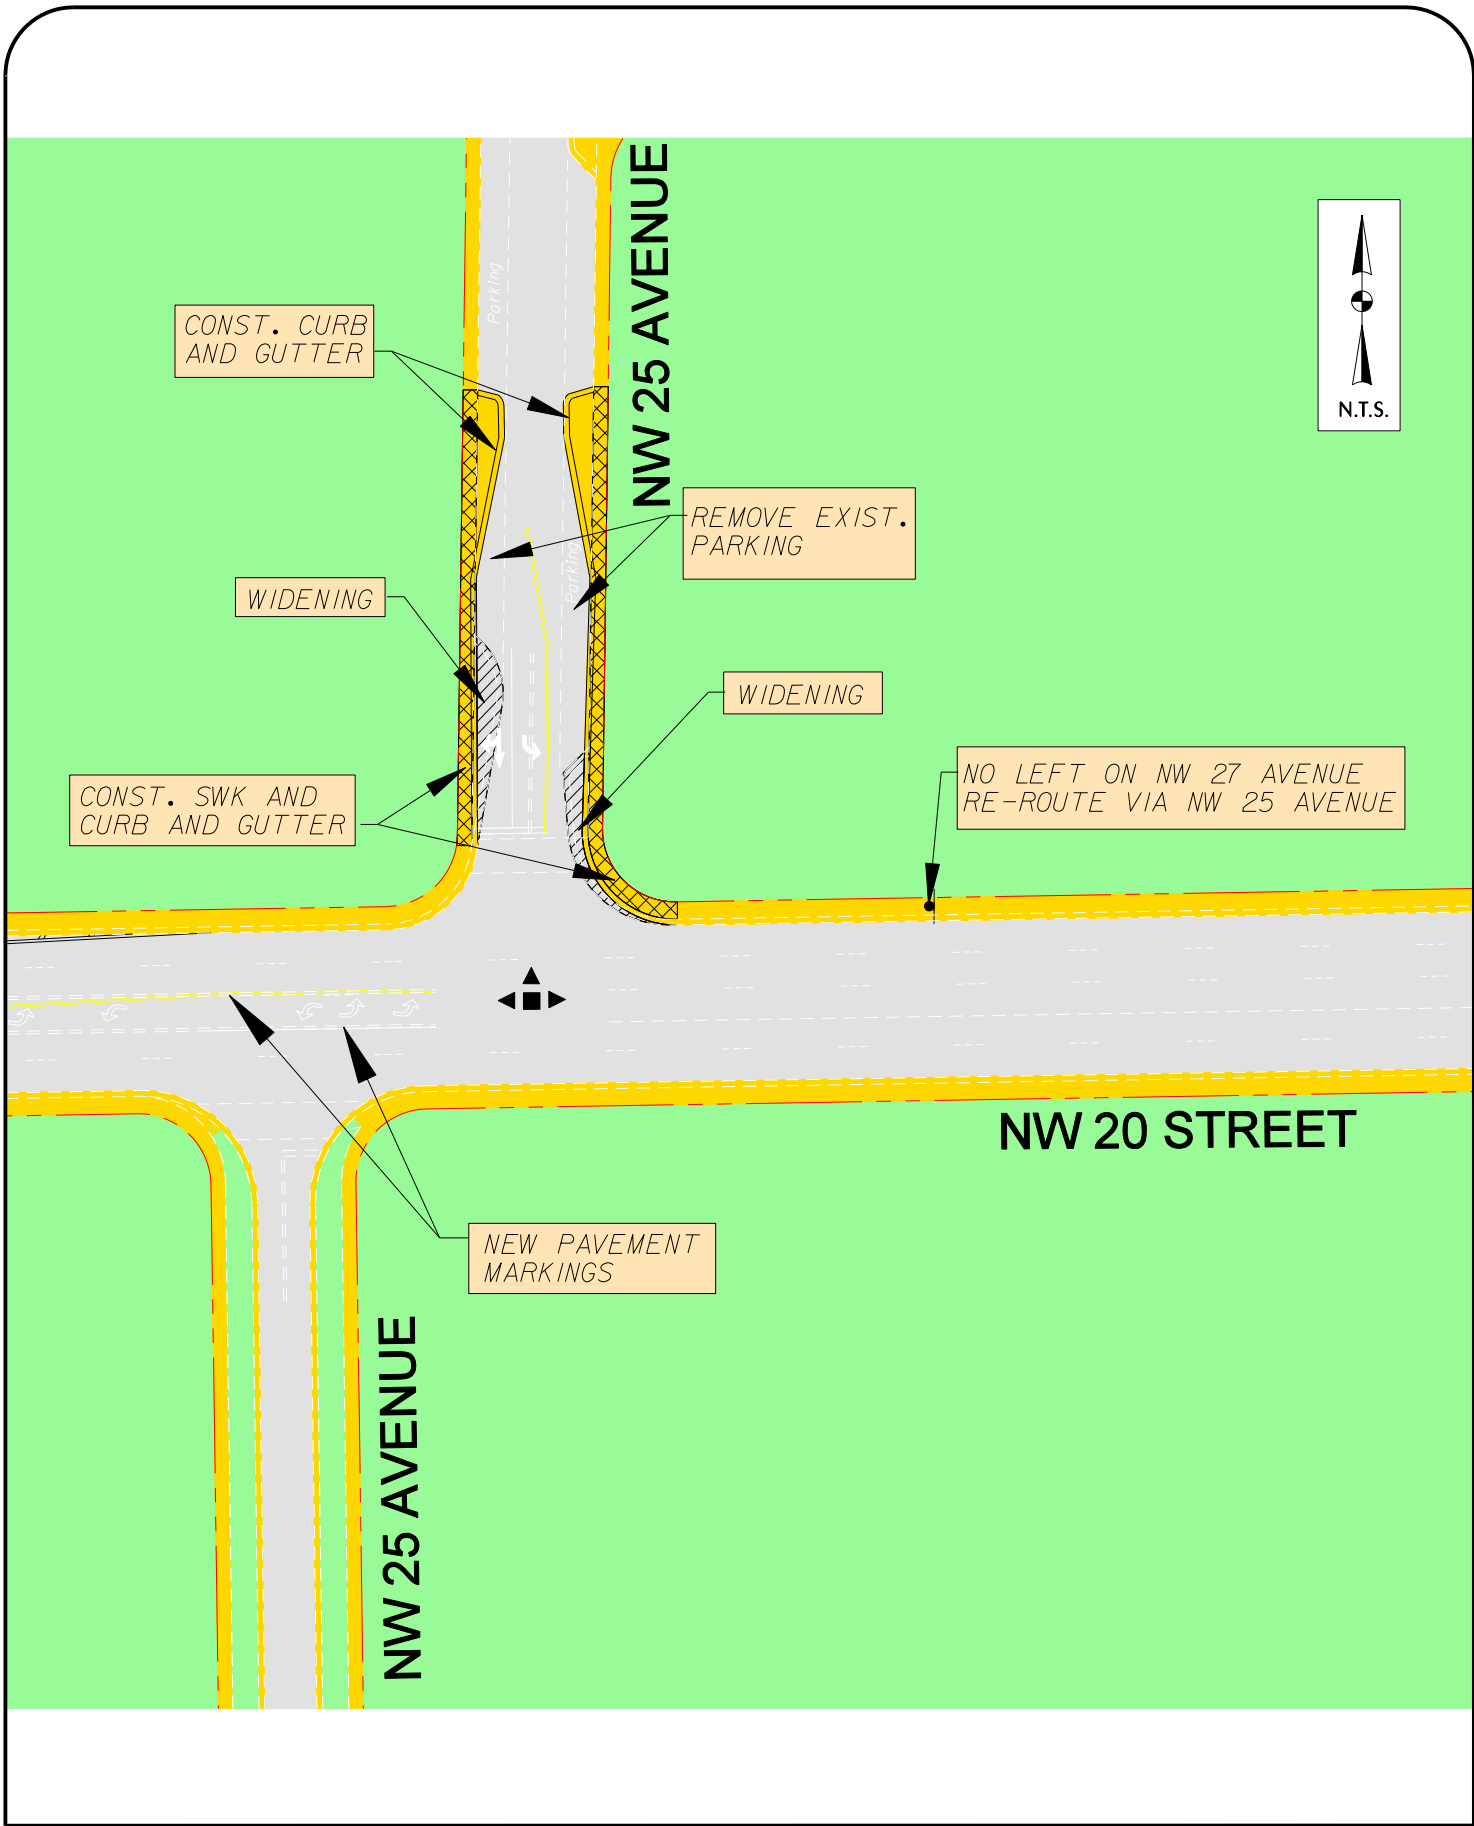 NW 25 AVENUE
Parking
N.T.S.
CONST. CURB
AND GUTTER
REMOVE EXIST.
PARKING
Parking
WIDENING
WIDENING
NO LEFT ON NW 27 AVENUE
RE-ROUTE VIA NW 25 AVENUE
CONST. SWK AND
CURB AND GUTTER
NW 20 STREET
NEW PAVEMENT
MARKINGS
NW 25 AVENUE